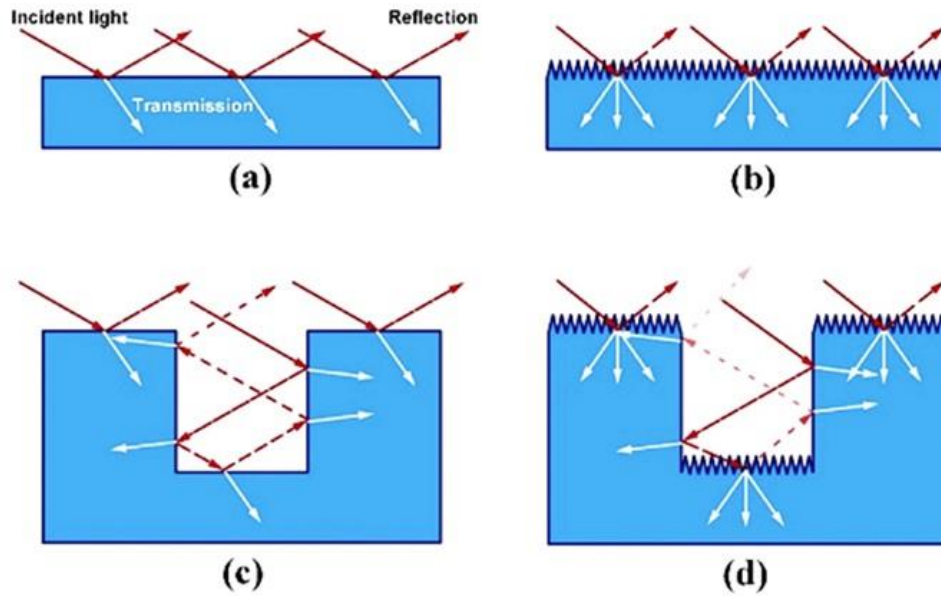 Incident light
Reflection
Transmission
(a)
(b)
(c)
(d)